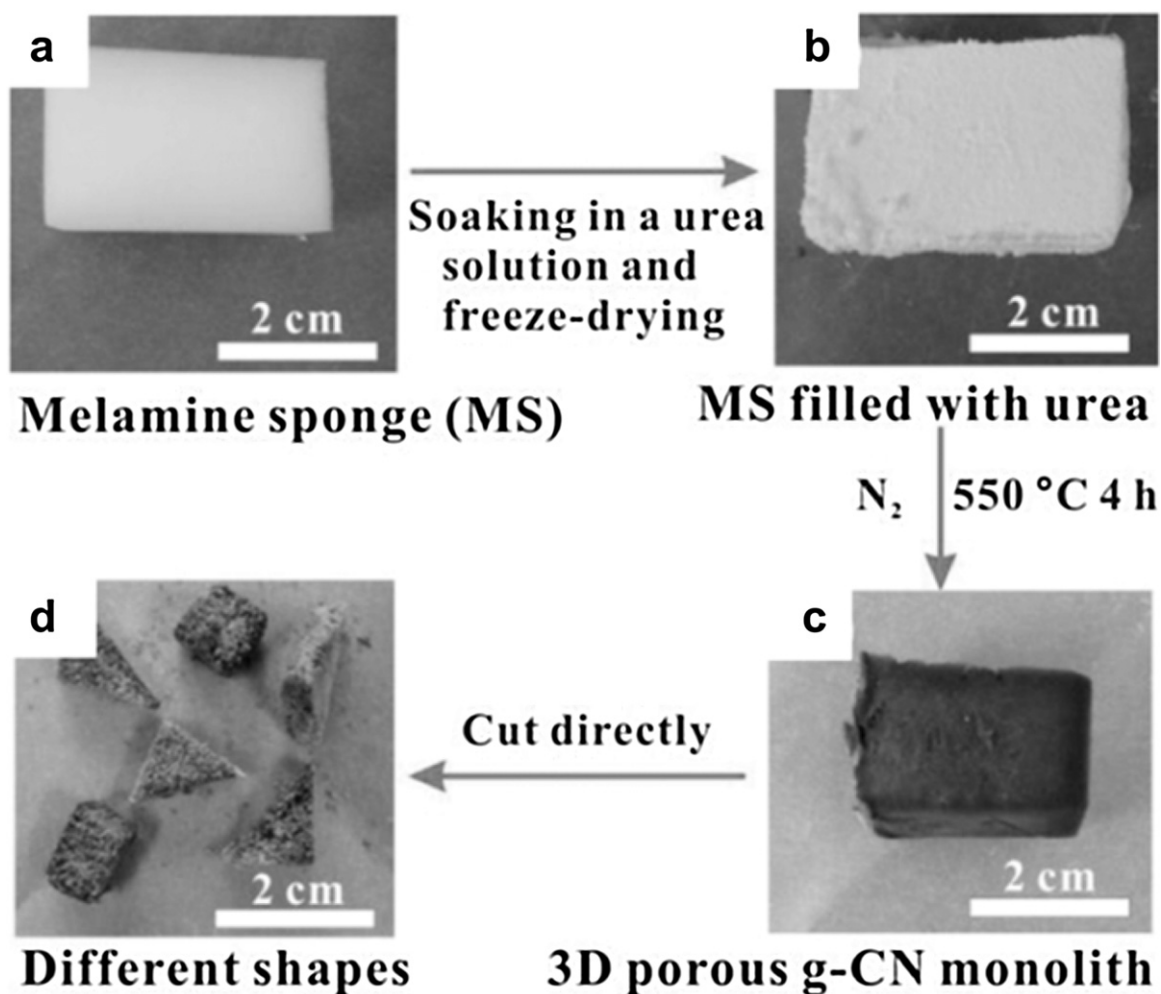 a
2 cm
Melamine sponge (MS)
Soaking in a urea
solution and
freeze-drying
b
2 cm
MS filled with urea
N₂ 550 °C 4 h
c
2 cm
3D porous g-CN monolith
Cut directly
d
2 cm
Different shapes